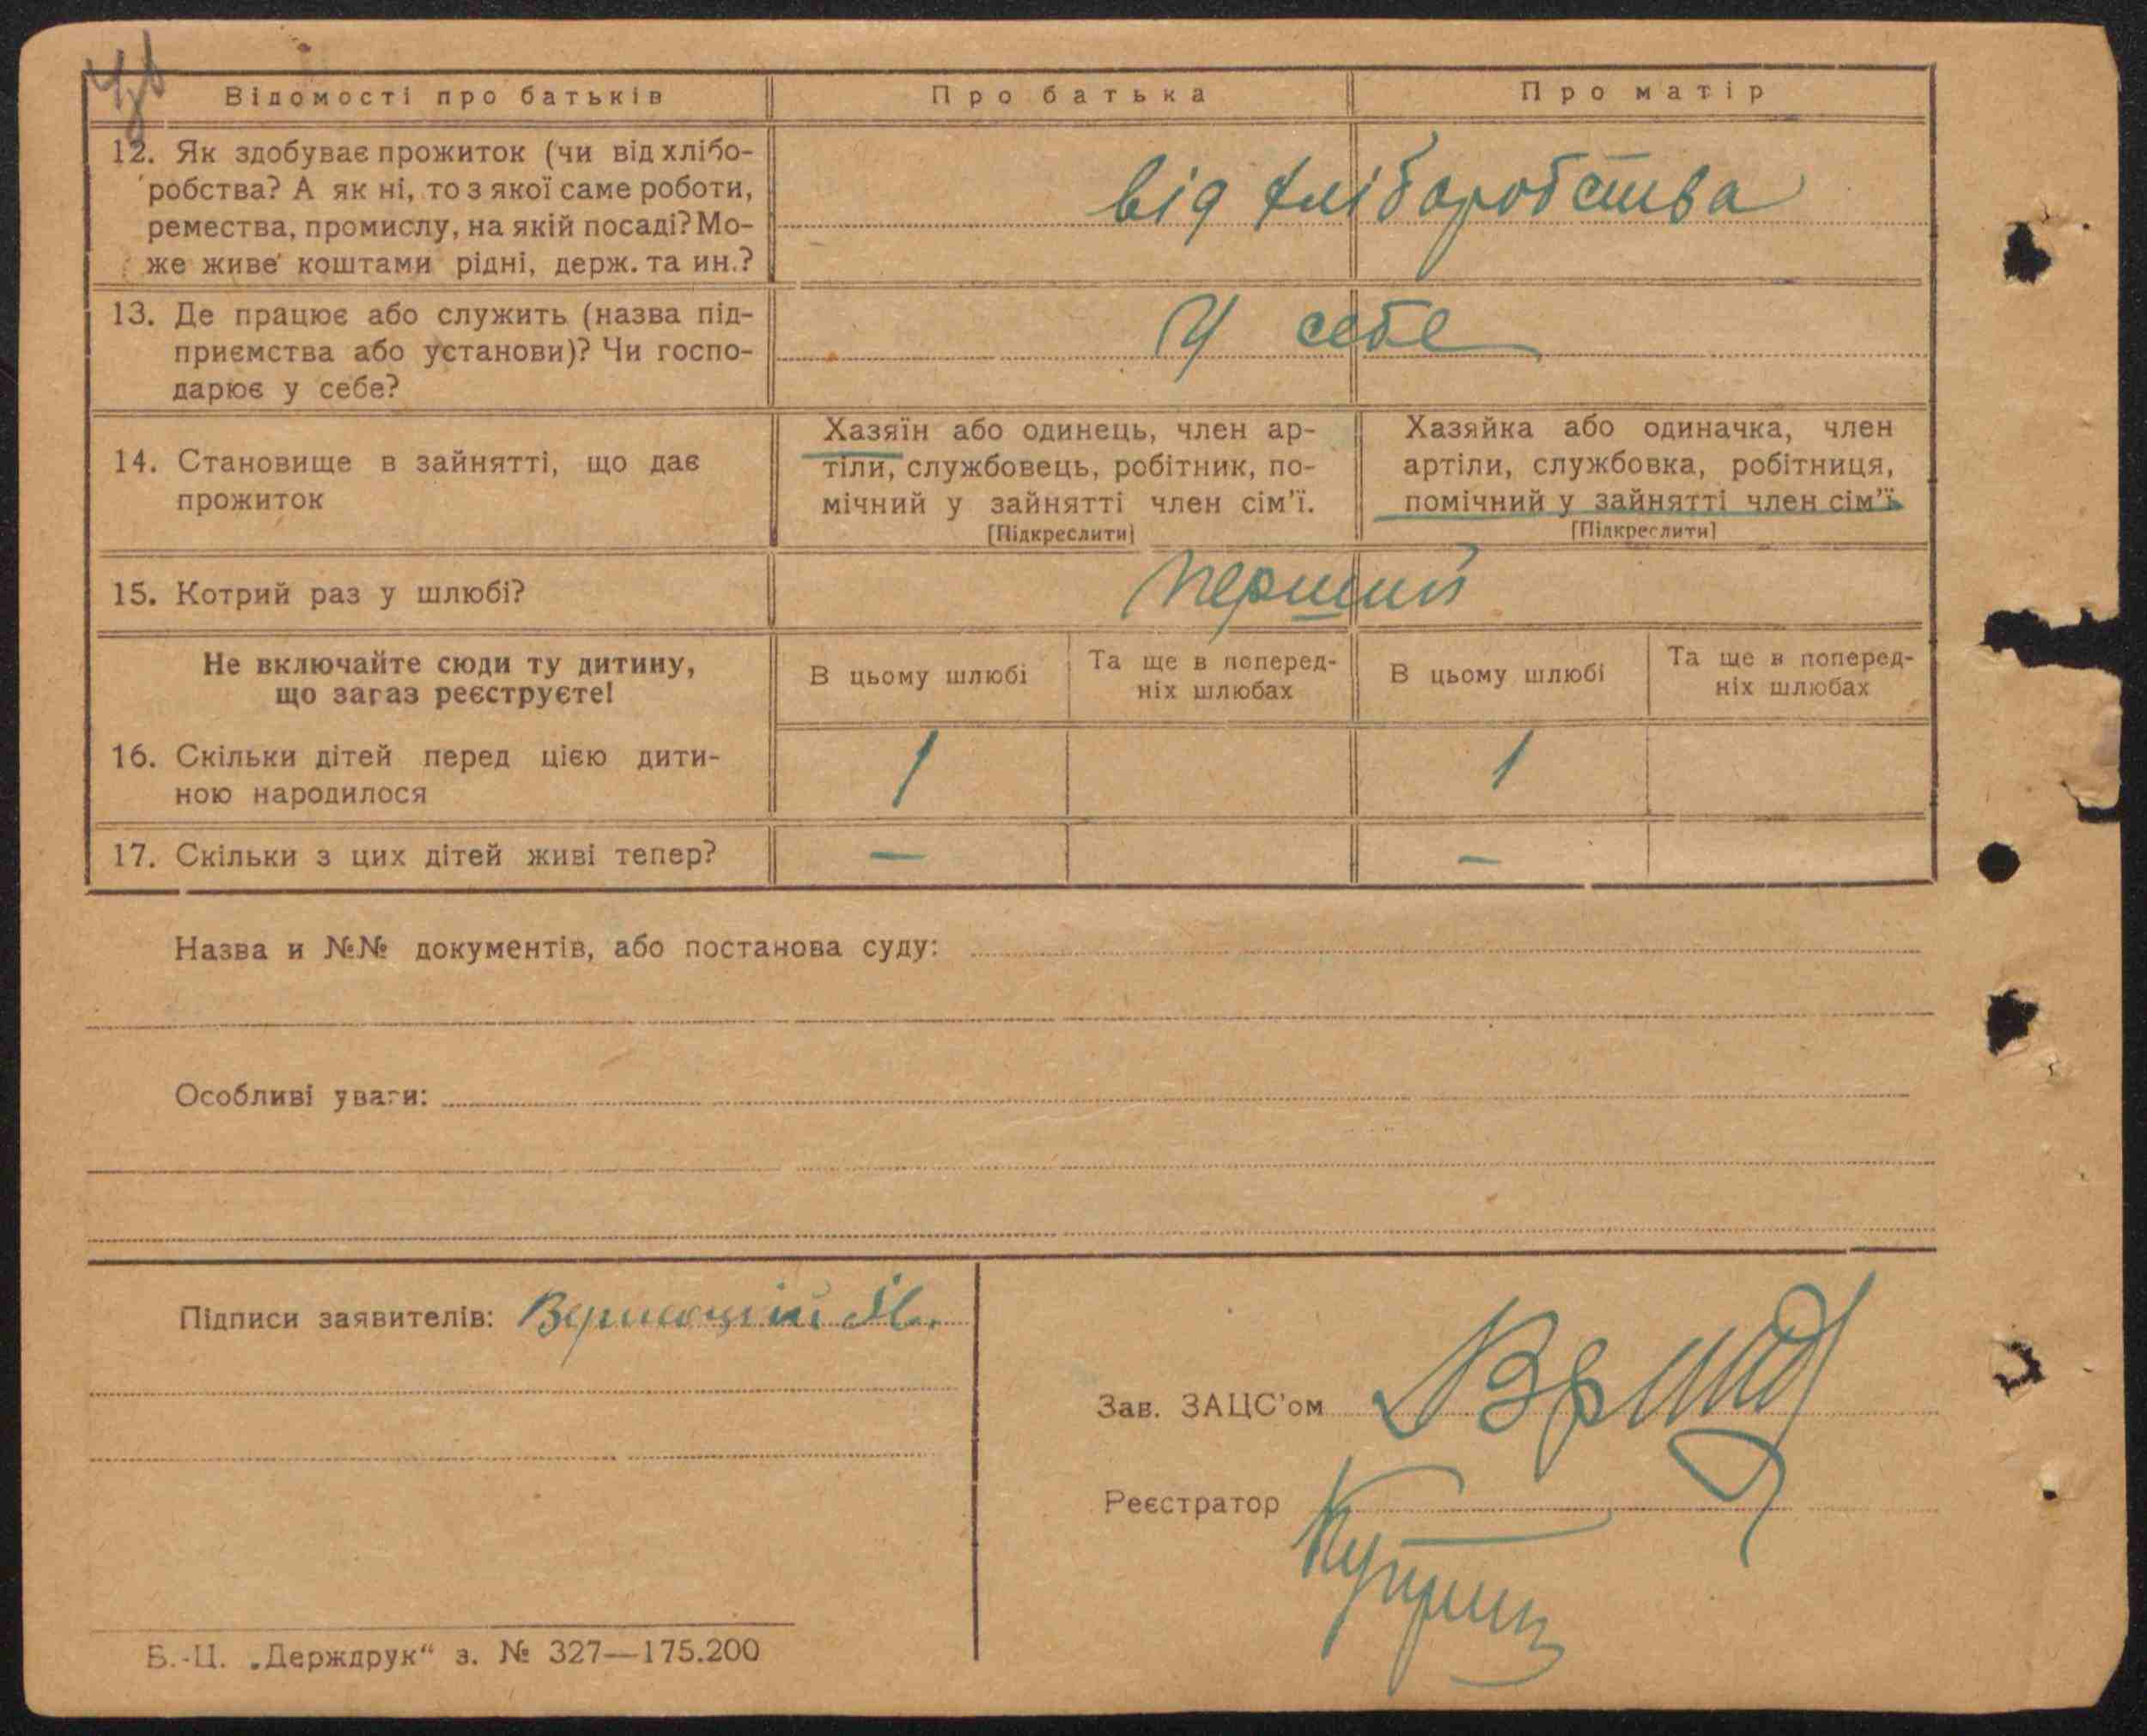 Відомості про батьків
Про батька
Про матір
12. Як здобуває прожиток (чи від хлібо-
робства? А як ні, то з якої саме роботи,
ремества, промислу, на якій посаді? Мо-
же живе коштами рідні, держ. та ин.?
від хліборобства
13. Де працює або служить (назва під-
приємства або установи)? Чи госпо-
дарює у себе?
У себе
14. Становище в зайнятті, що дає
прожиток
Хазяїн або одинець, член ар-
тіли, службовець, робітник, по-
мічний у зайнятті член сім'ї.
[Підкреслити]
Хазяйка або одиначка, член
артіли, службовка, робітниця,
помічний у зайнятті член сім'ї
[Підкреслити]
15. Котрий раз у шлюбі?
перший
Не включайте сюди ту дитину,
що загаз реєструєте!
В цьому шлюбі
Та ще в поперед-
ніх шлюбах
В цьому шлюбі
Та ще в поперед-
ніх шлюбах
16. Скільки дітей перед цією дити-
ною народилося
1
1
17. Скільки з цих дітей живі тепер?
—
—
Назва и №№ документів, або постанова суду:
Особливі уваги:
Підписи заявителів:
Зав. ЗАЦС'ом
Реєстратор
Б.-Ц. „Держдрук“ з. № 327—175.200